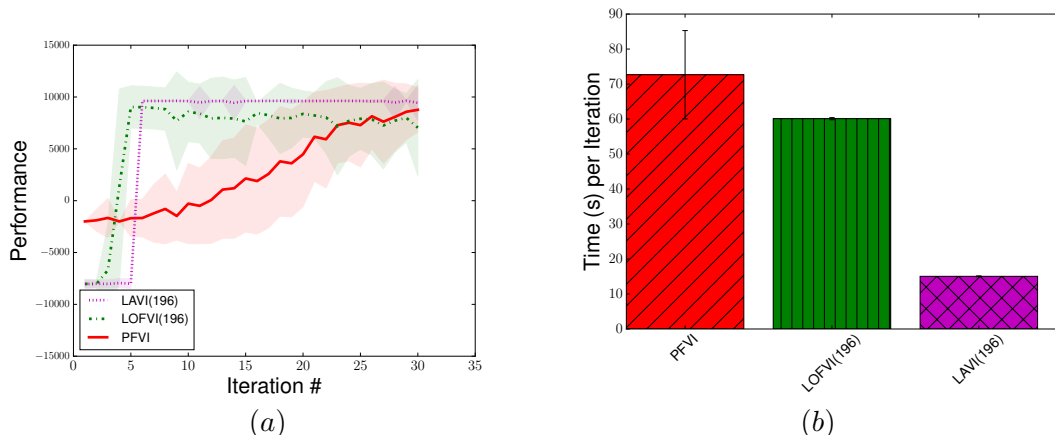 15000
10000
5000
0
−5000
−10000
−15000
0 5 10 15 20 25 30 35
Performance
Iteration #
LAVI(196)
LOFVI(196)
PFVI
(a)
90
80
70
60
50
40
30
20
10
0
Time (s) per Iteration
PFVI
LOFVI(196)
LAVI(196)
(b)